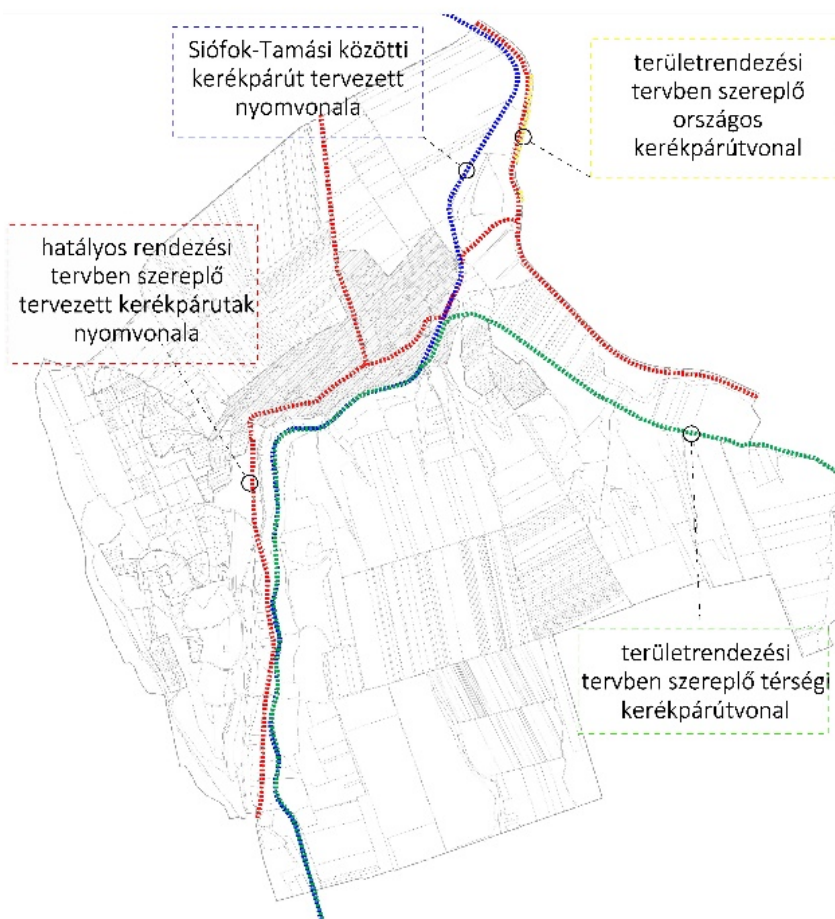 Siófok-Tamási közötti
kerékpárút tervezett
nyomvonala
területrendezési
tervben szereplő
országos
kerékpárútvonal
hatályos rendezési
tervben szereplő
tervezett kerékpárutak
nyomvonala
területrendezési
tervben szereplő térségi
kerékpárútvonal